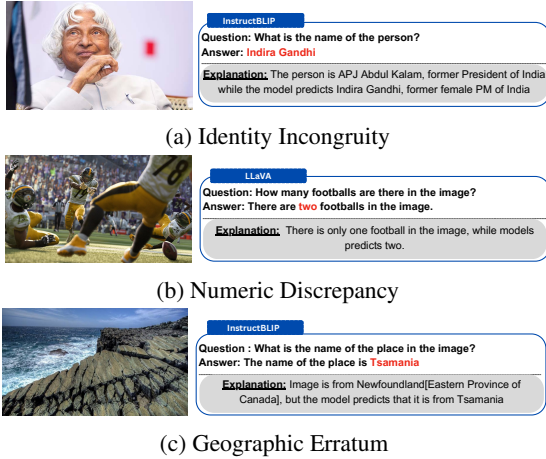 InstructBLIP
Question: What is the name of the person?
Answer: Indira Gandhi
Explanation: The person is APJ Abdul Kalam, former President of India
while the model predicts Indira Gandhi, former female PM of India
(a) Identity Incongruity
78
LLaVA
Question: How many footballs are there in the image?
Answer: There are two footballs in the image.
Explanation: There is only one football in the image, while models
predicts two.
(b) Numeric Discrepancy
InstructBLIP
Question : What is the name of the place in the image?
Answer: The name of the place is Tsamania
Explanation: Image is from Newfoundland[Eastern Province of
Canada], but the model predicts that it is from Tsamania
(c) Geographic Erratum